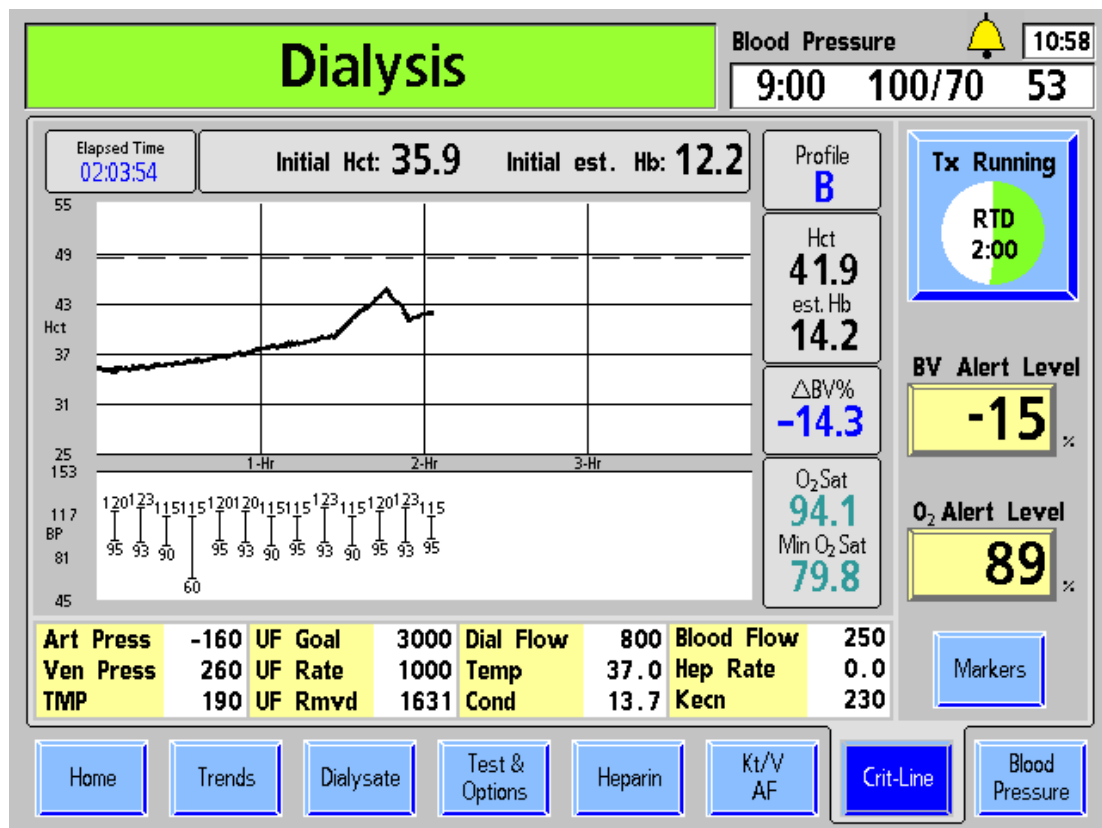 Dialysis
Blood Pressure
10:58
9:00 100/70 53
Elapsed Time
02:03:54
Initial Hct: 35.9 Initial est. Hb: 12.2
Profile
B
Tx Running
RTD
2:00
55
49
43
Hct
37
31
25
1-Hr 2-Hr 3-Hr
Hct
41.9
est. Hb
14.2
△BV%
-14.3
BV Alert Level
-15 %
153
117
BP
81
45
120 123 115 115 120 120 115 115 123 115 120 123 115
95 93 90 60 95 93 90 95 93 90 95 93 95
O₂Sat
94.1
Min O₂ Sat
79.8
O₂ Alert Level
89 %
Art Press -160 UF Goal 3000 Dial Flow 800 Blood Flow 250
Ven Press 260 UF Rate 1000 Temp 37.0 Hep Rate 0.0
TMP 190 UF Rmvd 1631 Cond 13.7 Kecn 230
Markers
Home
Trends
Dialysate
Test &
Options
Heparin
Kt/V
AF
Crit-Line
Blood
Pressure